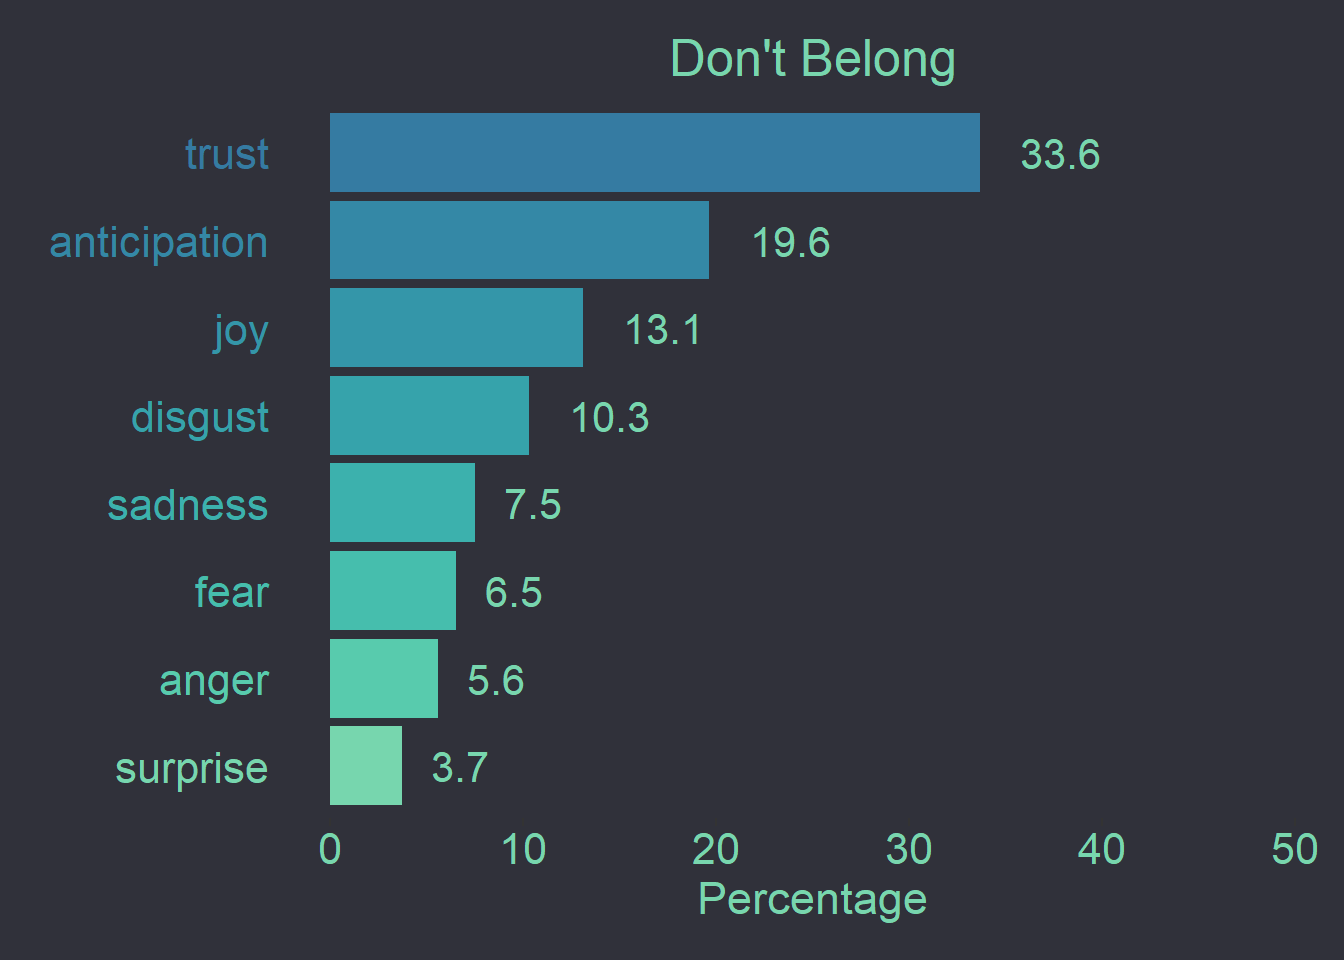 Don't Belong
trust 33.6
anticipation 19.6
joy 13.1
disgust 10.3
sadness 7.5
fear 6.5
anger 5.6
surprise 3.7
0 10 20 30 40 50
Percentage